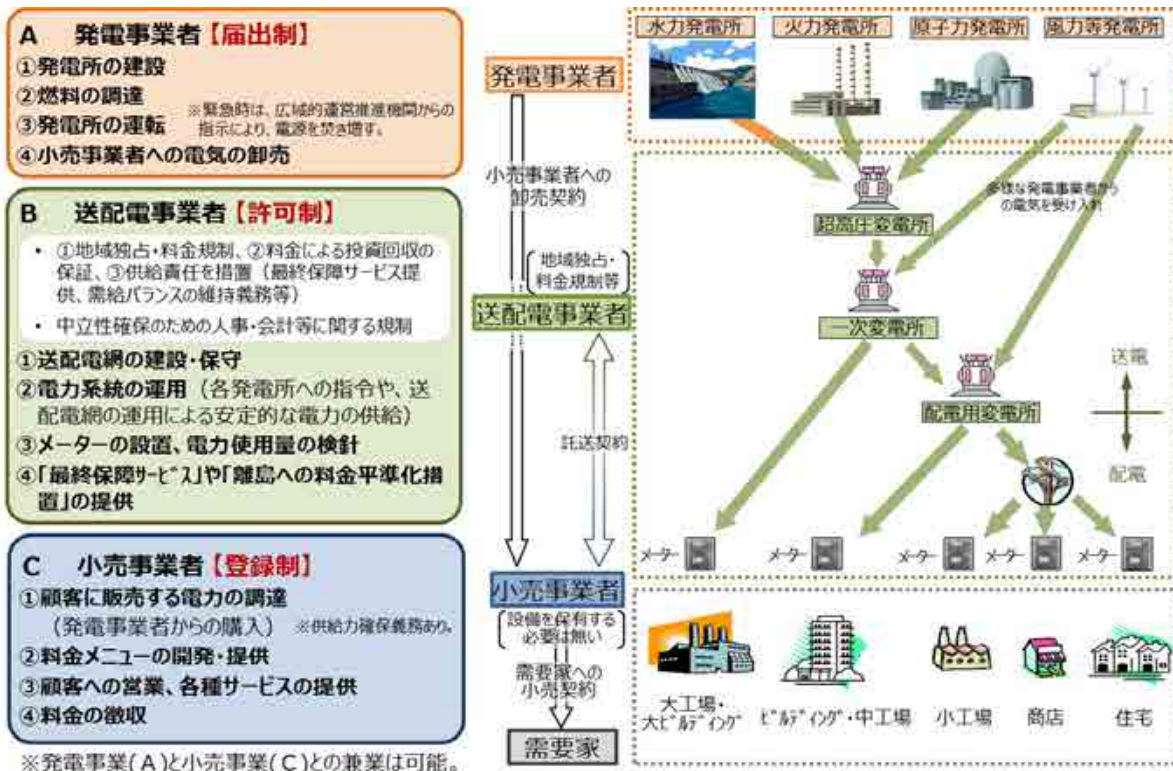 A 発電事業者【届出制】
①発電所の建設
②燃料の調達
③発電所の運転
※緊急時は、広域的運営推進機関からの
指示により、電源を焚き増す。
④小売事業者への電気の卸売
B 送配電事業者【許可制】
• ①地域独占・料金規制、②料金による投資回収の
保証、③供給責任を措置（最終保障サービス提
供、需給バランスの維持義務等）
• 中立性確保のための人事・会計等に関する規制
①送配電網の建設・保守
②電力系統の運用（各発電所への指令や、送
配電網の運用による安定的な電力の供給）
③メーターの設置、電力使用量の検針
④「最終保障サービス」や「離島への料金平準化措
置」の提供
C 小売事業者【登録制】
①顧客に販売する電力の調達
（発電事業者からの購入） ※供給力確保義務あり。
②料金メニューの開発・提供
③顧客への営業、各種サービスの提供
④料金の徴収
※発電事業(A)と小売事業(C)との兼業は可能。
発電事業者
小売事業者への
卸売契約
地域独占・
料金規制等
送配電事業者
託送契約
小売事業者
設備を保有する
必要は無い
需要家への
小売契約
需要家
水力発電所
火力発電所
原子力発電所
風力等発電所
多様な発電事業者から
の電気を受け入れ
超高圧変電所
一次変電所
配電用変電所
送電
配電
メーター
メーター
メーター
メーター
メーター
大工場・
大ビルディング
ビルディング・中工場
小工場
商店
住宅